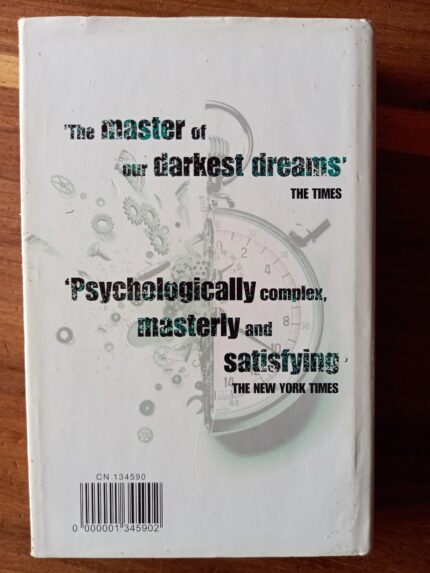 'The master of
our darkest dreams'
THE TIMES
'Psychologically complex,
masterly and
satisfying'
THE NEW YORK TIMES
CN 134590
0 000001 345902